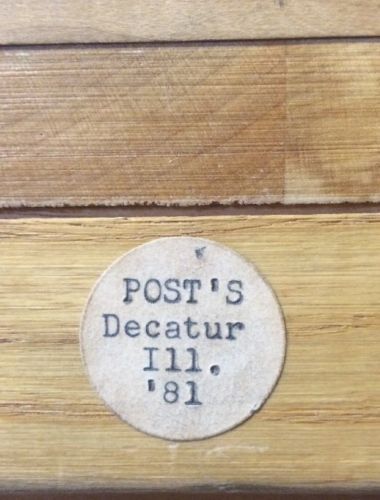 POST'S
Decatur
Ill.
'81